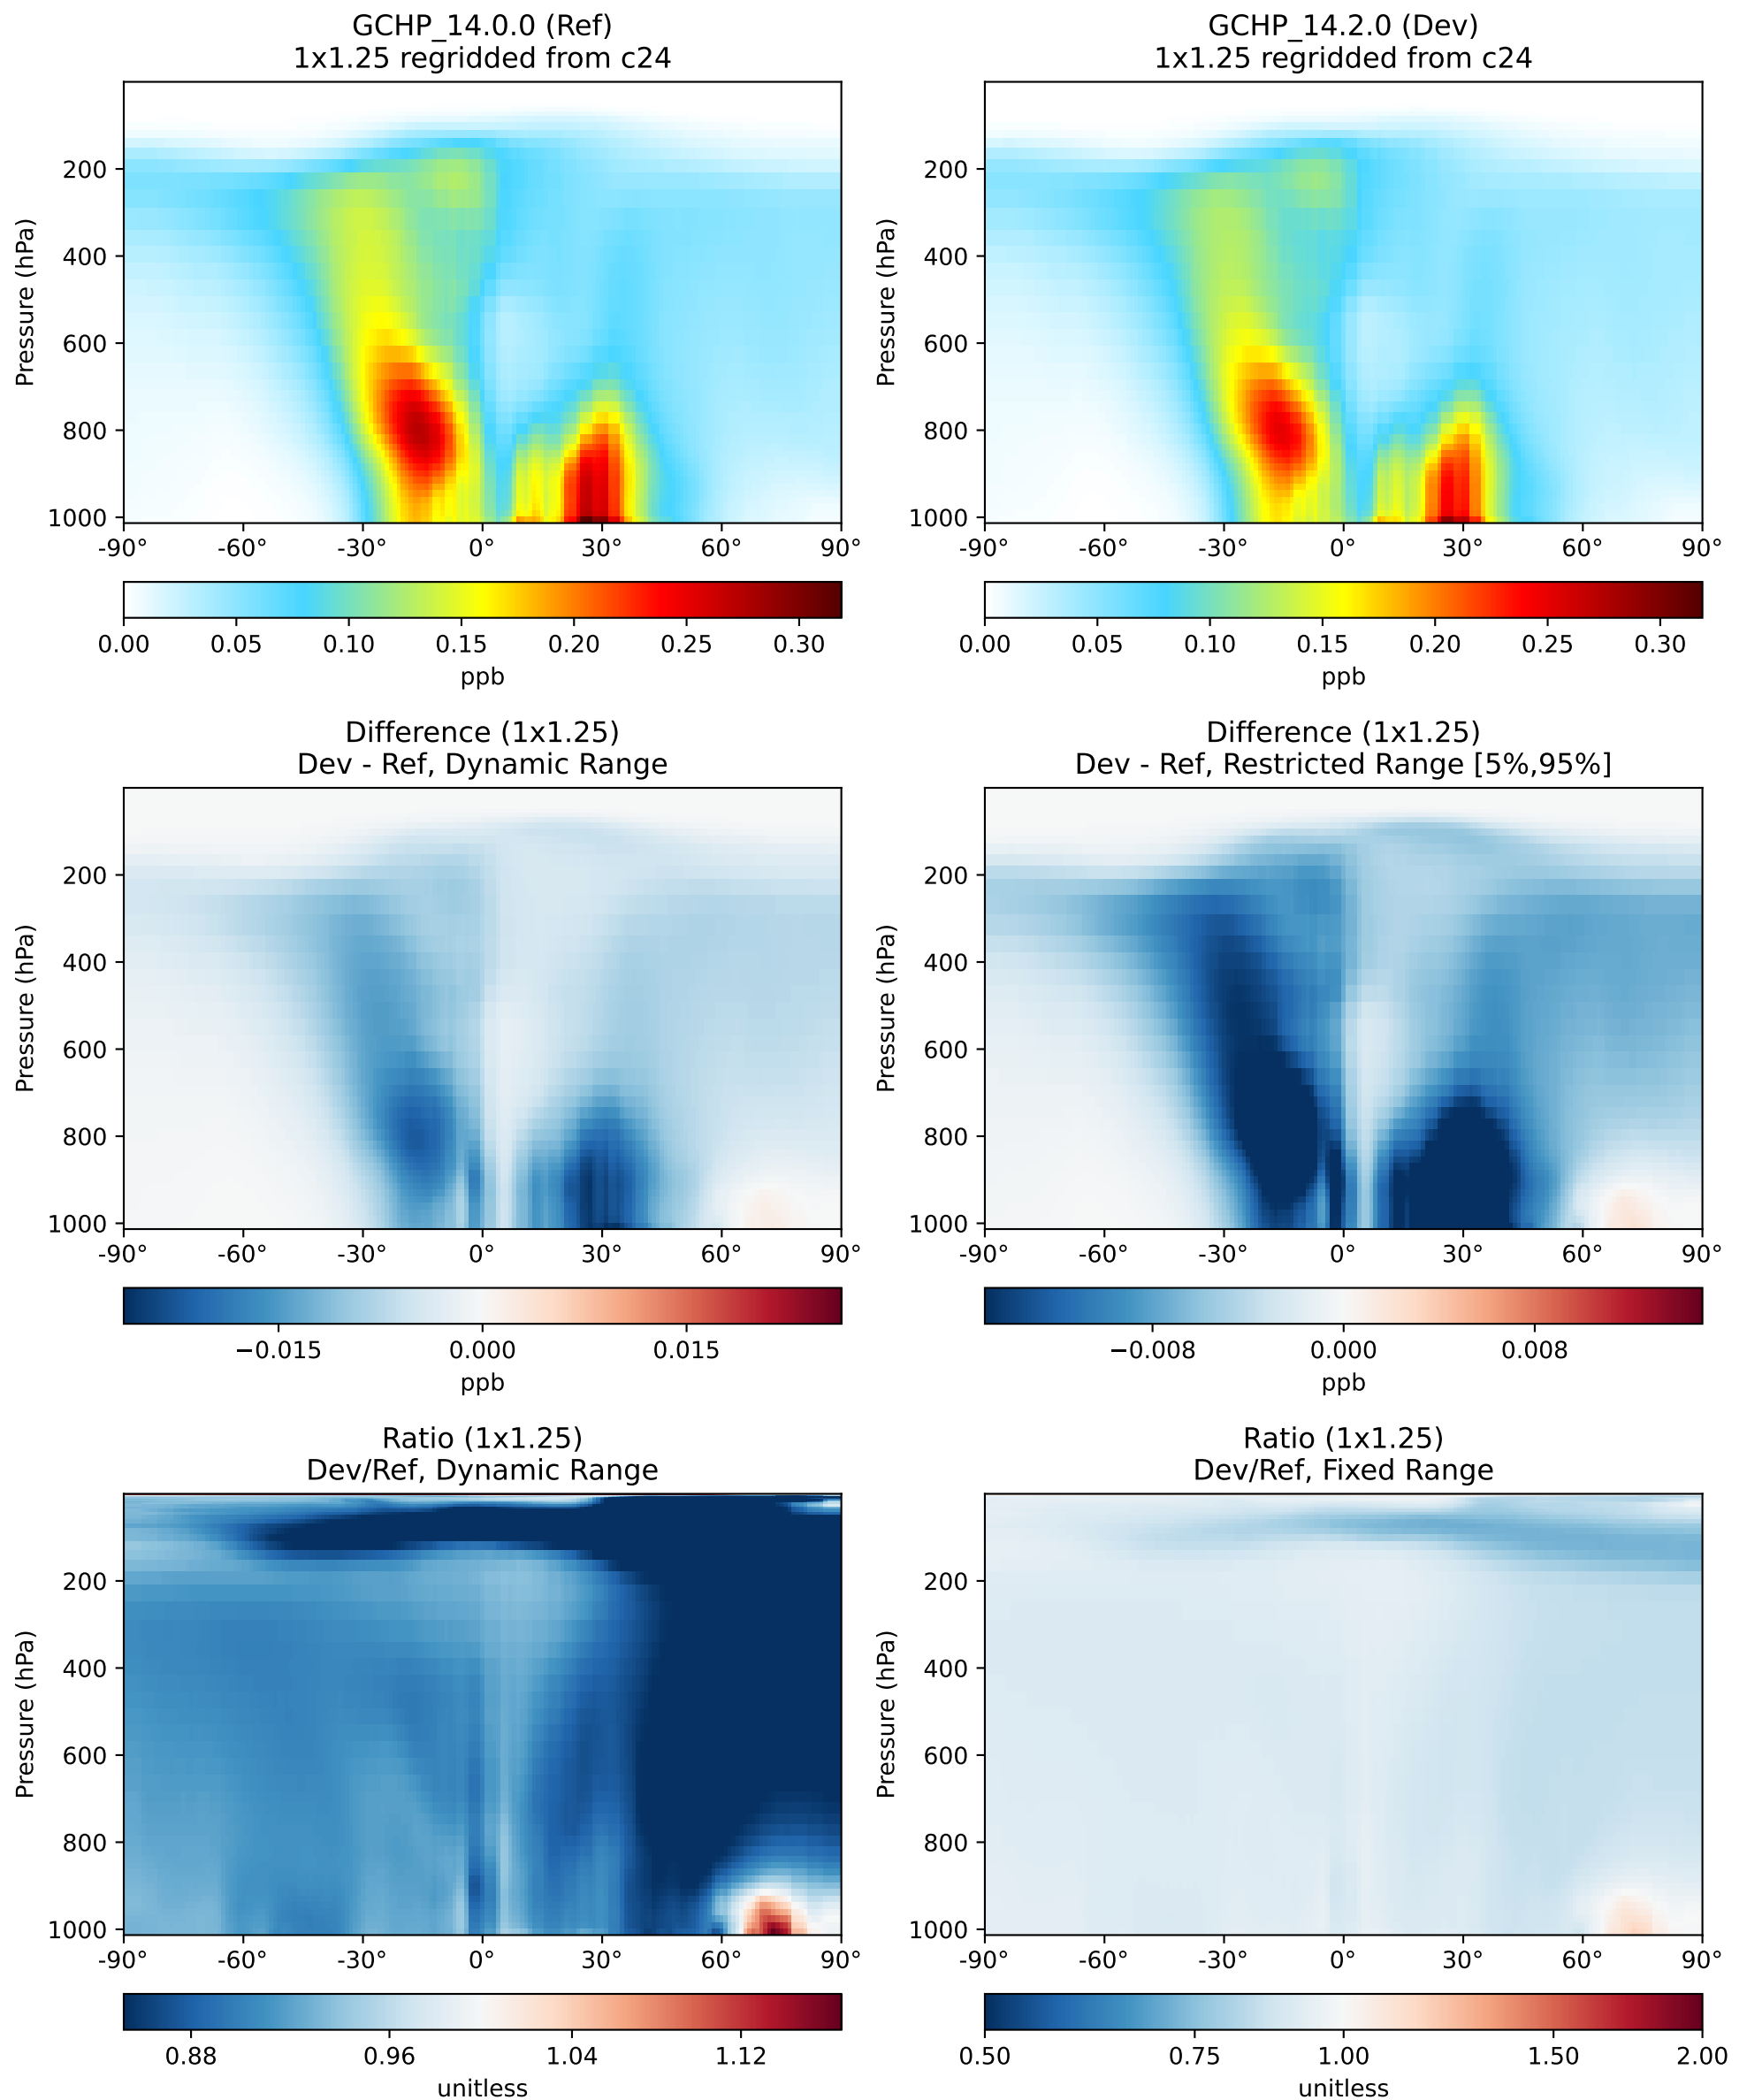 GCHP_14.0.0 (Ref)
1x1.25 regridded from c24
Pressure (hPa)
200
400
600
800
1000
-90° -60° -30° 0° 30° 60° 90°
0.00 0.05 0.10 0.15 0.20 0.25 0.30
ppb
GCHP_14.2.0 (Dev)
1x1.25 regridded from c24
Pressure (hPa)
200
400
600
800
1000
-90° -60° -30° 0° 30° 60° 90°
0.00 0.05 0.10 0.15 0.20 0.25 0.30
ppb
Difference (1x1.25)
Dev - Ref, Dynamic Range
Pressure (hPa)
200
400
600
800
1000
-90° -60° -30° 0° 30° 60° 90°
−0.015 0.000 0.015
ppb
Difference (1x1.25)
Dev - Ref, Restricted Range [5%,95%]
Pressure (hPa)
200
400
600
800
1000
-90° -60° -30° 0° 30° 60° 90°
−0.008 0.000 0.008
ppb
Ratio (1x1.25)
Dev/Ref, Dynamic Range
Pressure (hPa)
200
400
600
800
1000
-90° -60° -30° 0° 30° 60° 90°
0.88 0.96 1.04 1.12
unitless
Ratio (1x1.25)
Dev/Ref, Fixed Range
Pressure (hPa)
200
400
600
800
1000
-90° -60° -30° 0° 30° 60° 90°
0.50 0.75 1.00 1.50 2.00
unitless